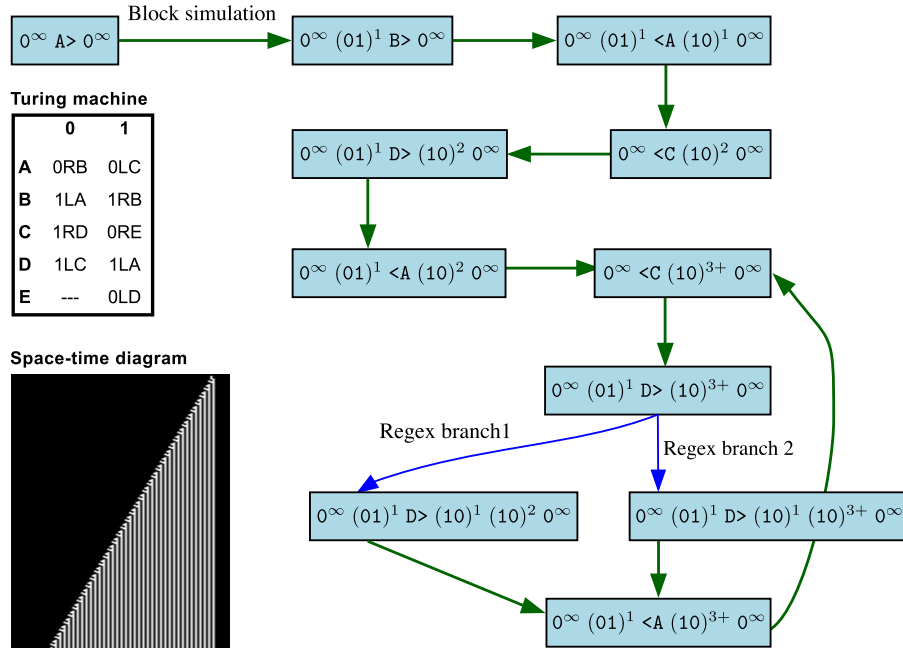 Block simulation
0^∞ A> 0^∞
0^∞ (01)^1 B> 0^∞
0^∞ (01)^1 <A (10)^1 0^∞
Turing machine
0 1
A 0RB 0LC
B 1LA 1RB
C 1RD 0RE
D 1LC 1LA
E --- 0LD
0^∞ (01)^1 D> (10)^2 0^∞
0^∞ <C (10)^2 0^∞
0^∞ (01)^1 <A (10)^2 0^∞
0^∞ <C (10)^{3+} 0^∞
Space-time diagram
0^∞ (01)^1 D> (10)^{3+} 0^∞
Regex branch1
Regex branch 2
0^∞ (01)^1 D> (10)^1 (10)^2 0^∞
0^∞ (01)^1 D> (10)^1 (10)^{3+} 0^∞
0^∞ (01)^1 <A (10)^{3+} 0^∞